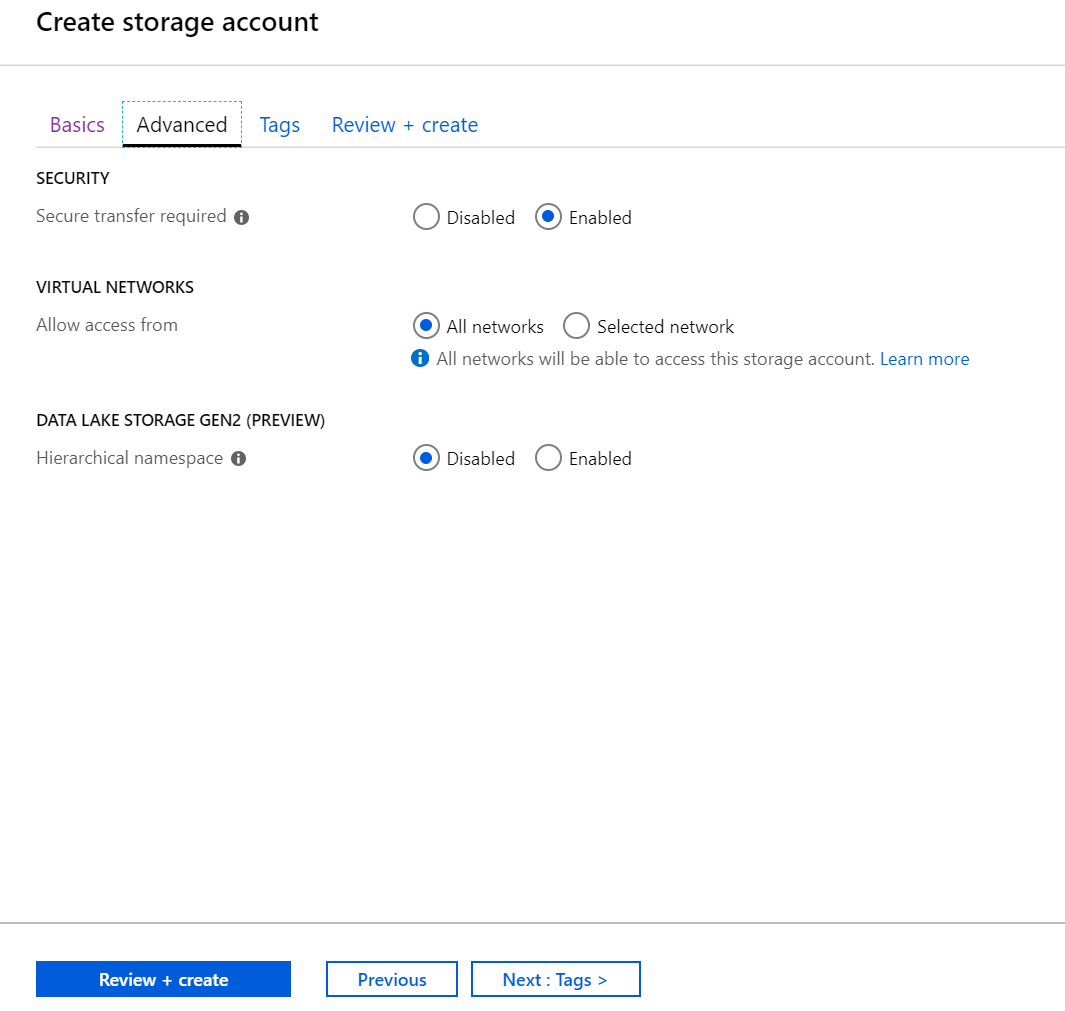 Create storage account
Basics Advanced Tags Review + create
SECURITY
Secure transfer required Disabled Enabled
VIRTUAL NETWORKS
Allow access from All networks Selected network
All networks will be able to access this storage account. Learn more
DATA LAKE STORAGE GEN2 (PREVIEW)
Hierarchical namespace Disabled Enabled
Review + create Previous Next : Tags >